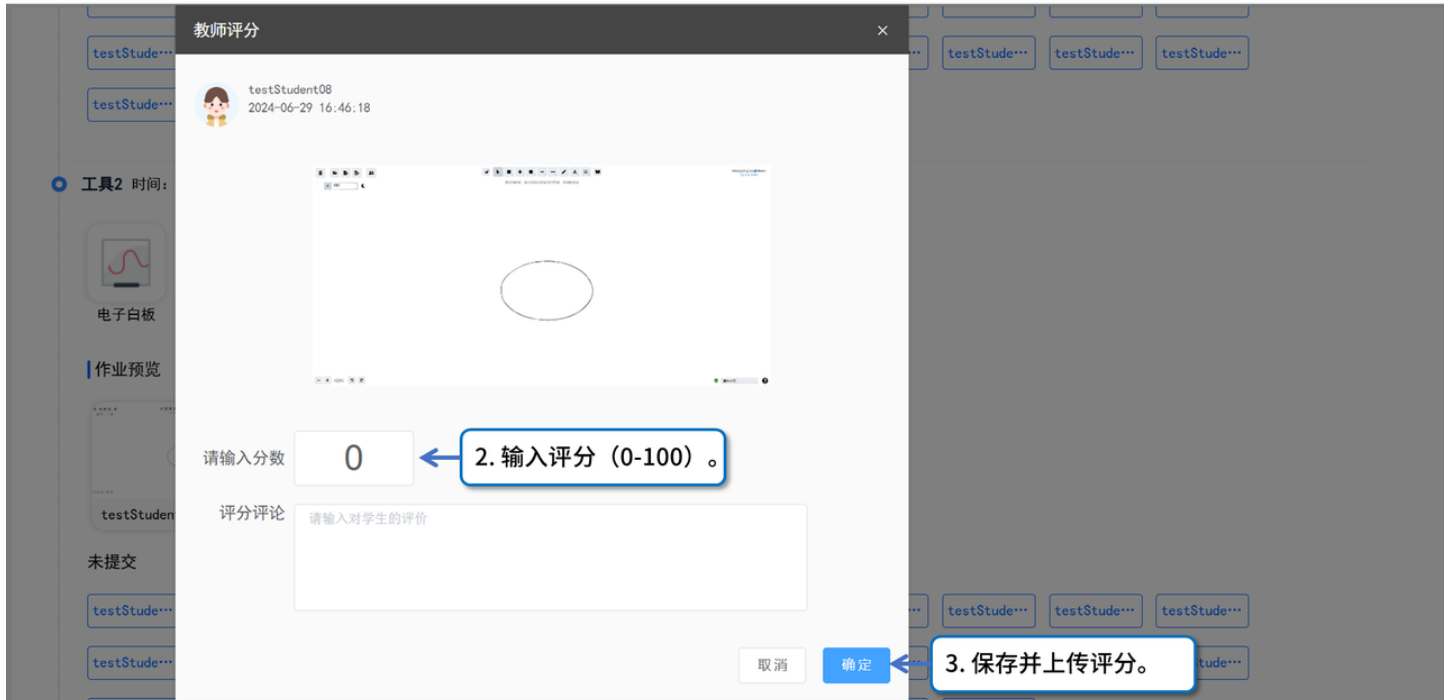 教师评分
×
testStude…
testStude…
testStude…
testStude…
testStude…
testStudent08
2024-06-29 16:46:18
工具2 时间：
电子白板
作业预览
请输入分数
0
2. 输入评分（0-100）。
testStuden
评分评论
请输入对学生的评价
未提交
testStude…
testStude…
testStude…
testStude…
testStude…
取消
确定
3. 保存并上传评分。
tude…